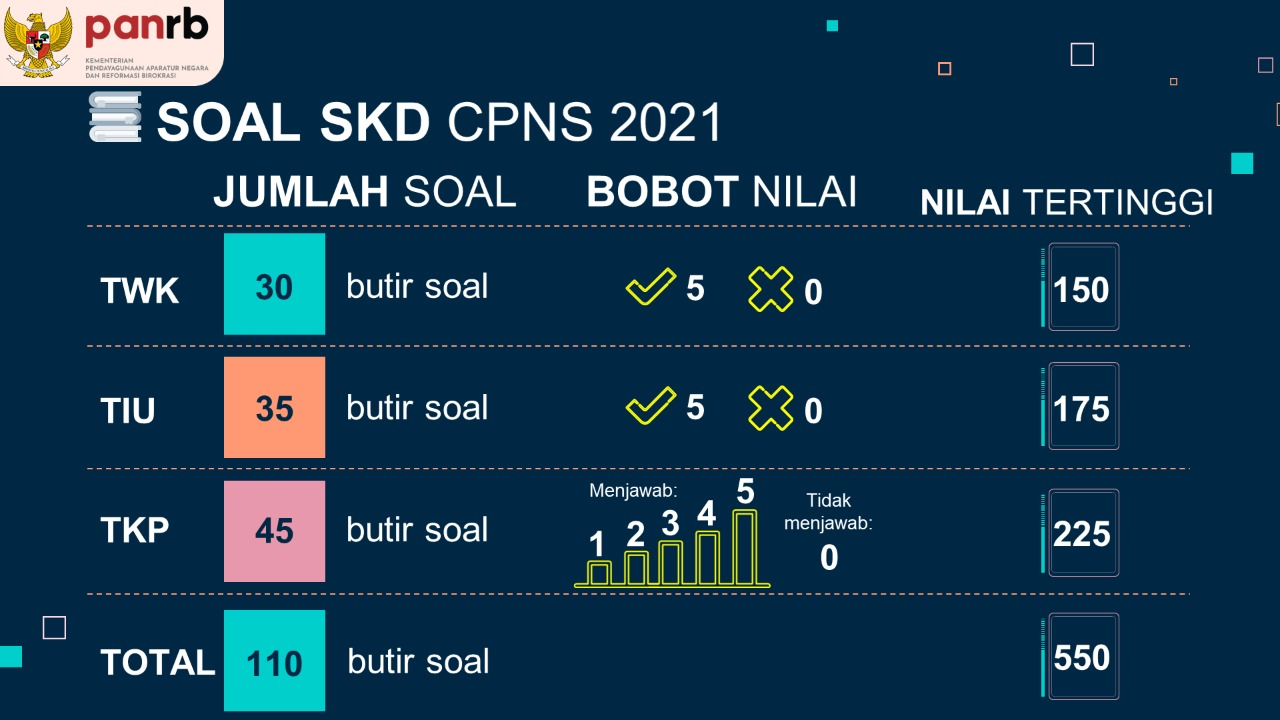 panrb
KEMENTERIAN
PENDAYAGUNAAN APARATUR NEGARA
DAN REFORMASI BIROKRASI
SOAL SKD CPNS 2021
JUMLAH SOAL BOBOT NILAI NILAI TERTINGGI
TWK 30 butir soal 5 0 150
TIU 35 butir soal 5 0 175
TKP 45 butir soal Menjawab: 1 2 3 4 5 Tidak
menjawab:
0 225
TOTAL 110 butir soal 550